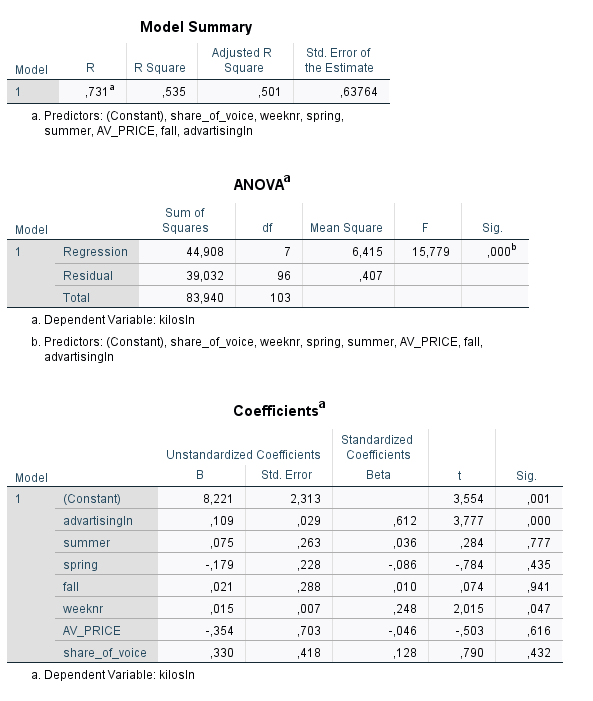 Model Summary
Model R R Square Adjusted R Square Std. Error of the Estimate
1 ,731a ,535 ,501 ,63764
a. Predictors: (Constant), share_of_voice, weeknr, spring,
summer, AV_PRICE, fall, advartisingln
ANOVAa
Model Sum of Squares df Mean Square F Sig.
1 Regression 44,908 7 6,415 15,779 ,000b
Residual 39,032 96 ,407
Total 83,940 103
a. Dependent Variable: kilosln
b. Predictors: (Constant), share_of_voice, weeknr, spring, summer, AV_PRICE, fall,
advartisingln
Coefficientsa
Unstandardized Coefficients Standardized Coefficients
Model B Std. Error Beta t Sig.
1 (Constant) 8,221 2,313 3,554 ,001
advartisingln ,109 ,029 ,612 3,777 ,000
summer ,075 ,263 ,036 ,284 ,777
spring -,179 ,228 -,086 -,784 ,435
fall ,021 ,288 ,010 ,074 ,941
weeknr ,015 ,007 ,248 2,015 ,047
AV_PRICE -,354 ,703 -,046 -,503 ,616
share_of_voice ,330 ,418 ,128 ,790 ,432
a. Dependent Variable: kilosln